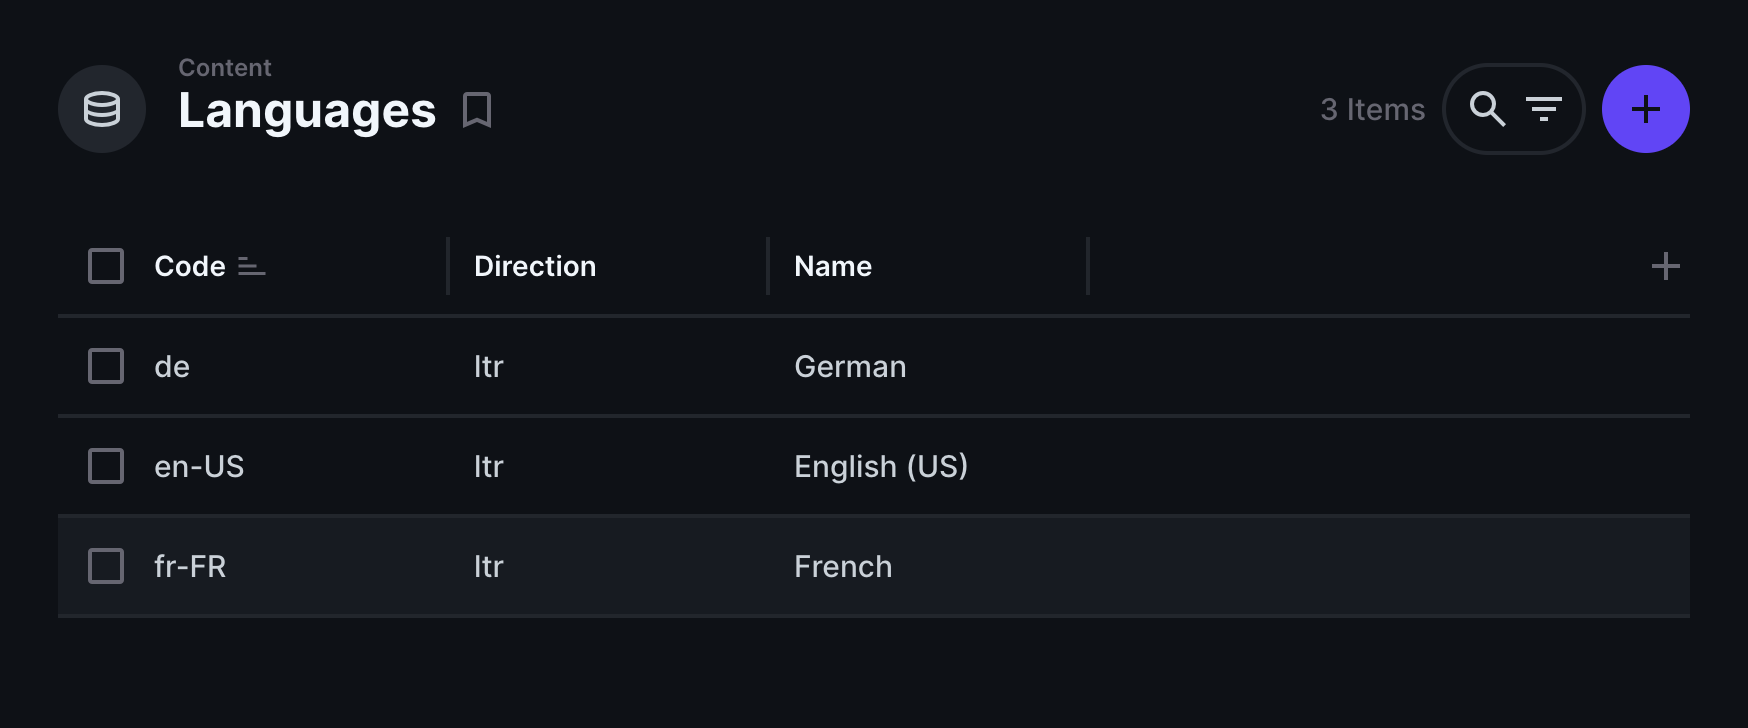 Content
Languages
3 Items
Code Direction Name
de ltr German
en-US ltr English (US)
fr-FR ltr French